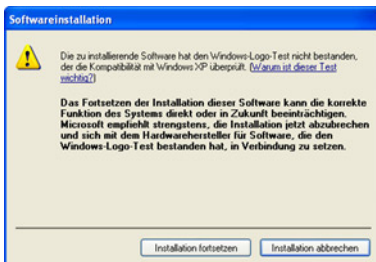 Softwareinstallation
Die zu installierende Software hat den Windows-Logo-Test nicht bestanden,
der die Kompatibilität mit Windows XP überprüft. (Warum ist dieser Test
wichtig?)
Das Fortsetzen der Installation dieser Software kann die korrekte
Funktion des Systems direkt oder in Zukunft beeinträchtigen.
Microsoft empfiehlt strengstens, die Installation jetzt abzubrechen
und sich mit dem Hardwarehersteller für Software, die den
Windows-Logo-Test bestanden hat, in Verbindung zu setzen.
Installation fortsetzen
Installation abbrechen